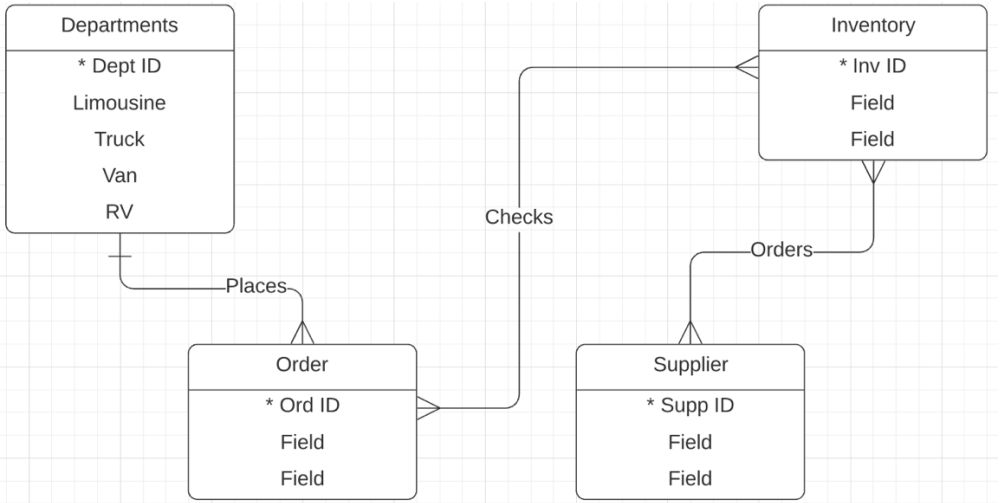 Departments
* Dept ID
Limousine
Truck
Van
RV
Inventory
* Inv ID
Field
Field
Checks
Orders
Places
Order
* Ord ID
Field
Field
Supplier
* Supp ID
Field
Field